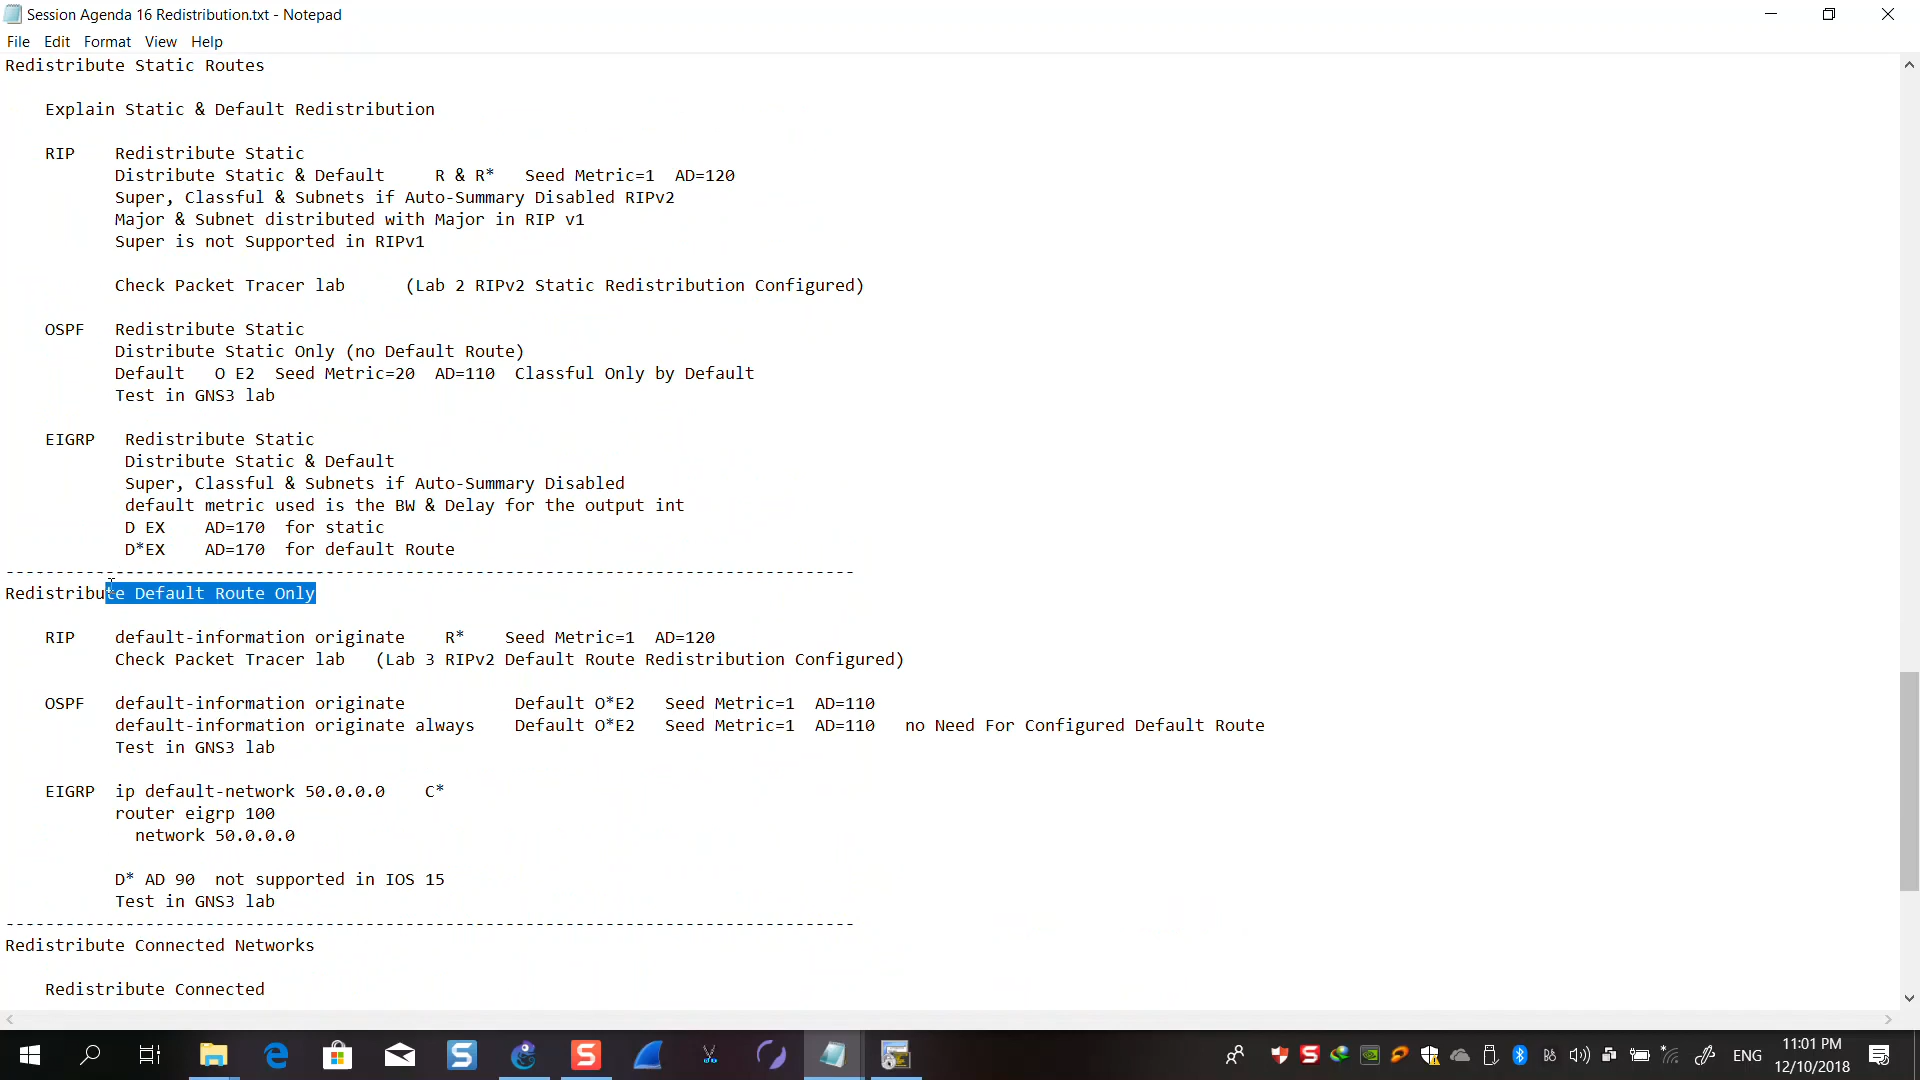 Session Agenda 16 Redistribution.txt - Notepad
File Edit Format View Help
Redistribute Static Routes
Explain Static & Default Redistribution
RIP Redistribute Static
Distribute Static & Default R & R* Seed Metric=1 AD=120
Super, Classful & Subnets if Auto-Summary Disabled RIPv2
Major & Subnet distributed with Major in RIP v1
Super is not Supported in RIPv1
Check Packet Tracer lab (Lab 2 RIPv2 Static Redistribution Configured)
OSPF Redistribute Static
Distribute Static Only (no Default Route)
Default O E2 Seed Metric=20 AD=110 Classful Only by Default
Test in GNS3 lab
EIGRP Redistribute Static
Distribute Static & Default
Super, Classful & Subnets if Auto-Summary Disabled
default metric used is the BW & Delay for the output int
D EX AD=170 for static
D*EX AD=170 for default Route
-------------------------------------------------------------------------------------
Redistribute Default Route Only
RIP default-information originate R* Seed Metric=1 AD=120
Check Packet Tracer lab (Lab 3 RIPv2 Default Route Redistribution Configured)
OSPF default-information originate Default O*E2 Seed Metric=1 AD=110
default-information originate always Default O*E2 Seed Metric=1 AD=110 no Need For Configured Default Route
Test in GNS3 lab
EIGRP ip default-network 50.0.0.0 C*
router eigrp 100
network 50.0.0.0
D* AD 90 not supported in IOS 15
Test in GNS3 lab
-------------------------------------------------------------------------------------
Redistribute Connected Networks
Redistribute Connected
ENG
11:01 PM
12/10/2018